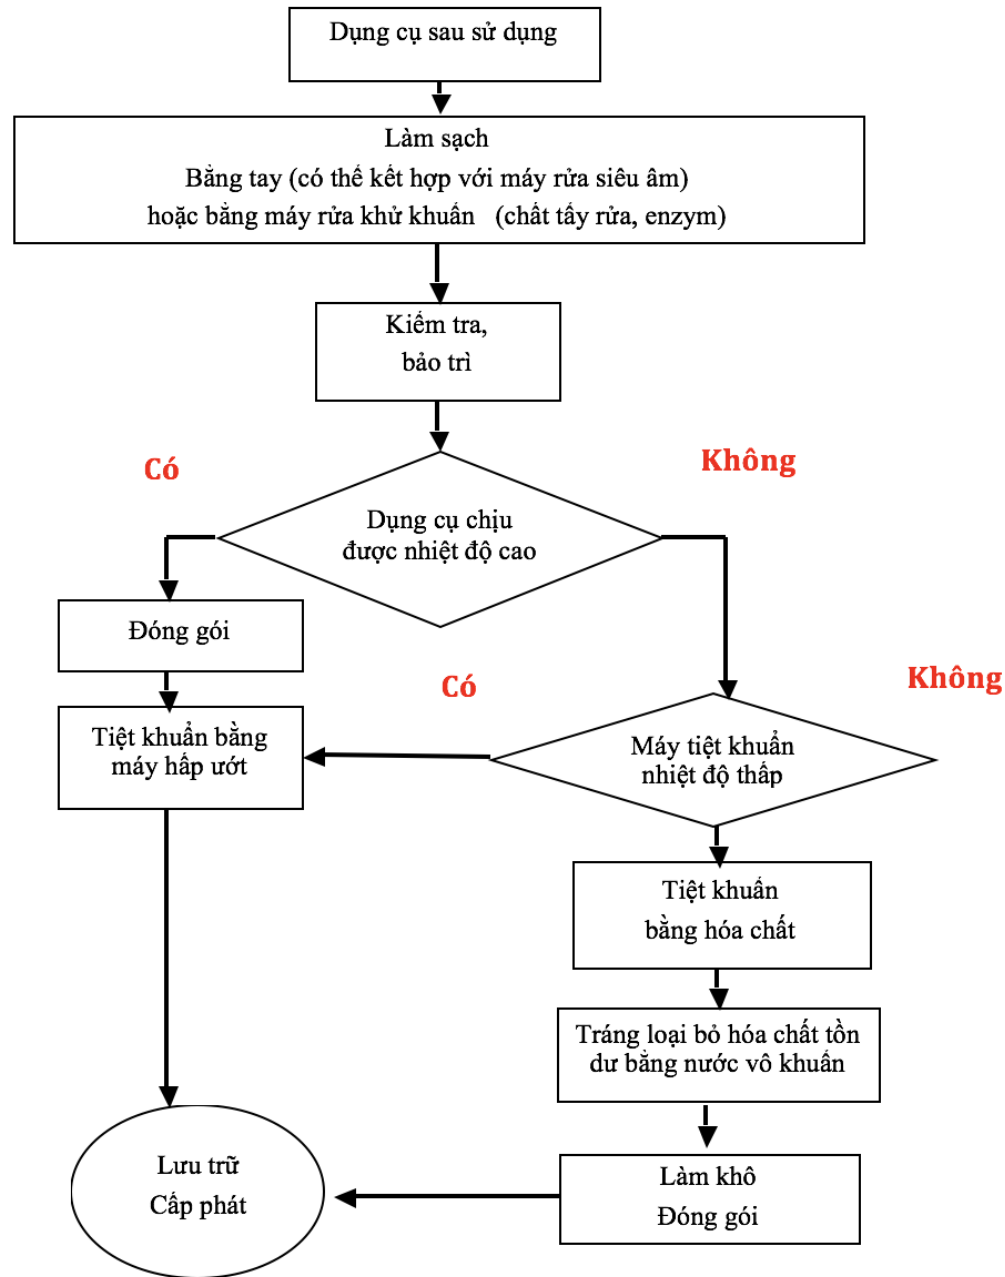 Dụng cụ sau sử dụng
Làm sạch
Bằng tay (có thể kết hợp với máy rửa siêu âm)
hoặc bằng máy rửa khử khuẩn (chất tẩy rửa, enzym)
Kiểm tra,
bảo trì
Có
Không
Dụng cụ chịu
được nhiệt độ cao
Đóng gói
Có
Không
Tiệt khuẩn bằng
máy hấp ướt
Máy tiệt khuẩn
nhiệt độ thấp
Tiệt khuẩn
bằng hóa chất
Tráng loại bỏ hóa chất tồn
dư bằng nước vô khuẩn
Lưu trữ
Cấp phát
Làm khô
Đóng gói